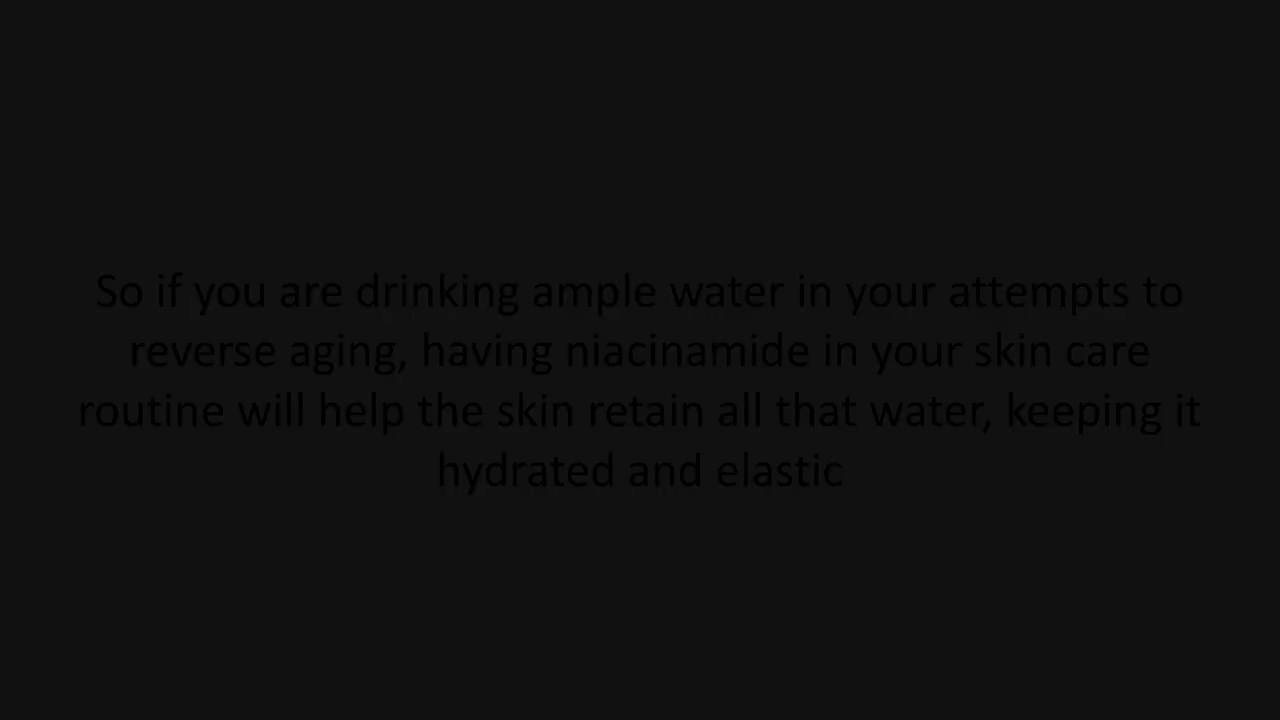 So if you are drinking ample water in your attempts to
reverse aging, having niacinamide in your skin care
routine will help the skin retain all that water, keeping it
hydrated and elastic